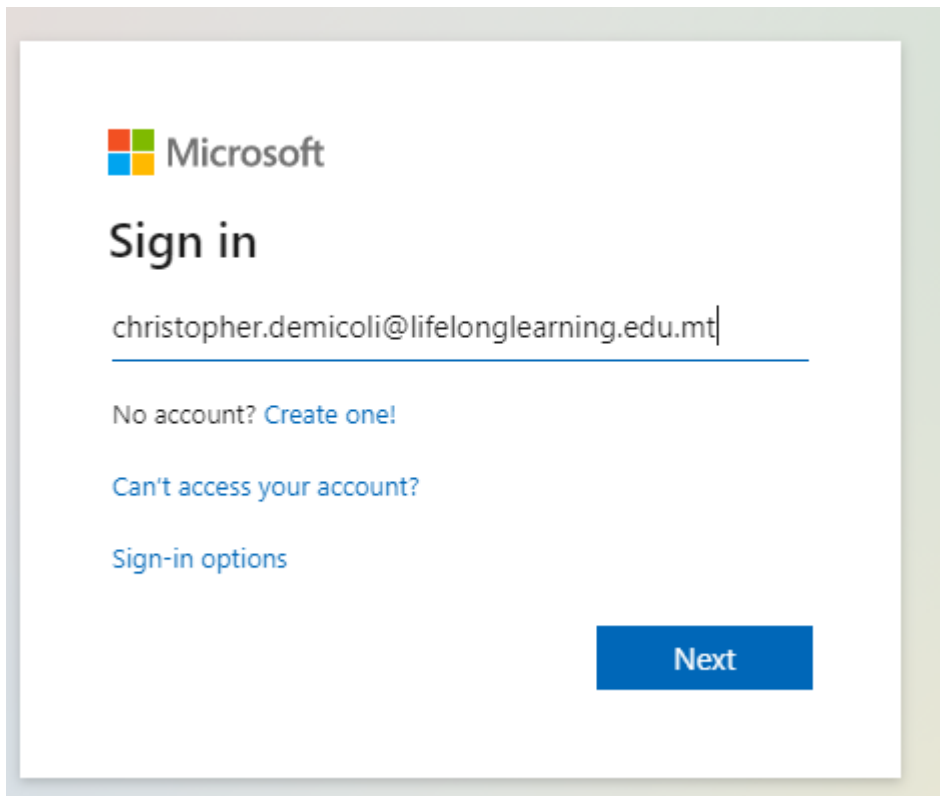 Microsoft
Sign in
christopher.demicoli@lifelonglearning.edu.mt
No account? Create one!
Can't access your account?
Sign-in options
Next